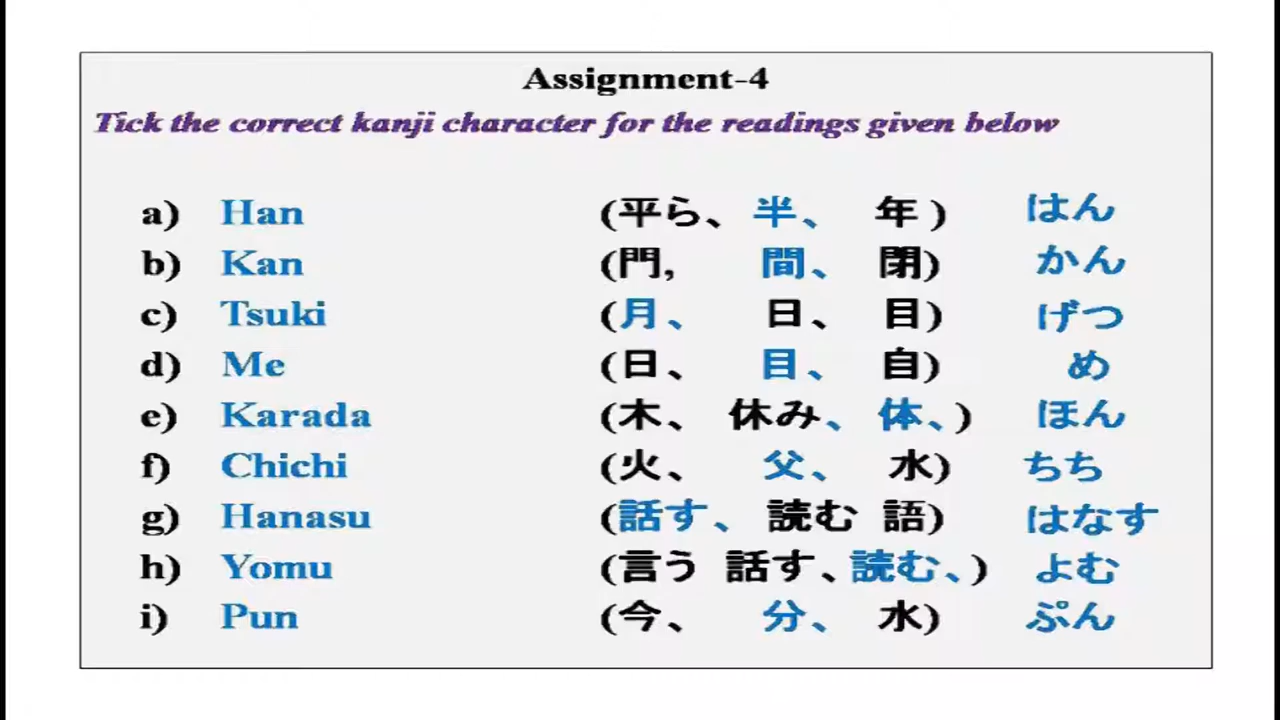 Assignment-4
Tick the correct kanji character for the readings given below
a) Han (平ら、 半、 年 ) はん
b) Kan (門, 間、 閉) かん
c) Tsuki (月、 日、 目) げつ
d) Me (日、 目、 自) め
e) Karada (木、 休み、 体、) ほん
f) Chichi (火、 父、 水) ちち
g) Hanasu (話す、 読む 語) はなす
h) Yomu (言う 話す、読む、) よむ
i) Pun (今、 分、 水) ぷん